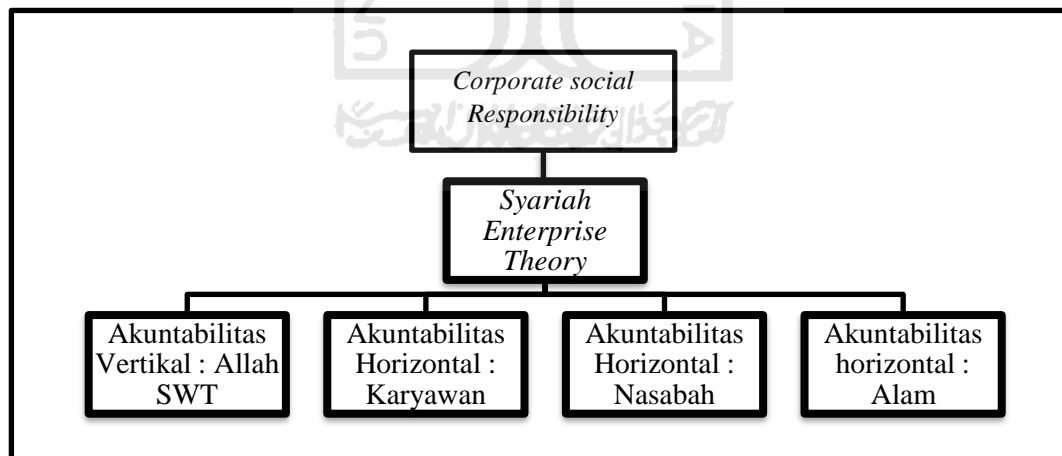 Corporate social
Responsibility
Syariah
Enterprise
Theory
Akuntabilitas
Vertikal : Allah
SWT
Akuntabilitas
Horizontal :
Karyawan
Akuntabilitas
Horizontal :
Nasabah
Akuntabilitas
horizontal :
Alam